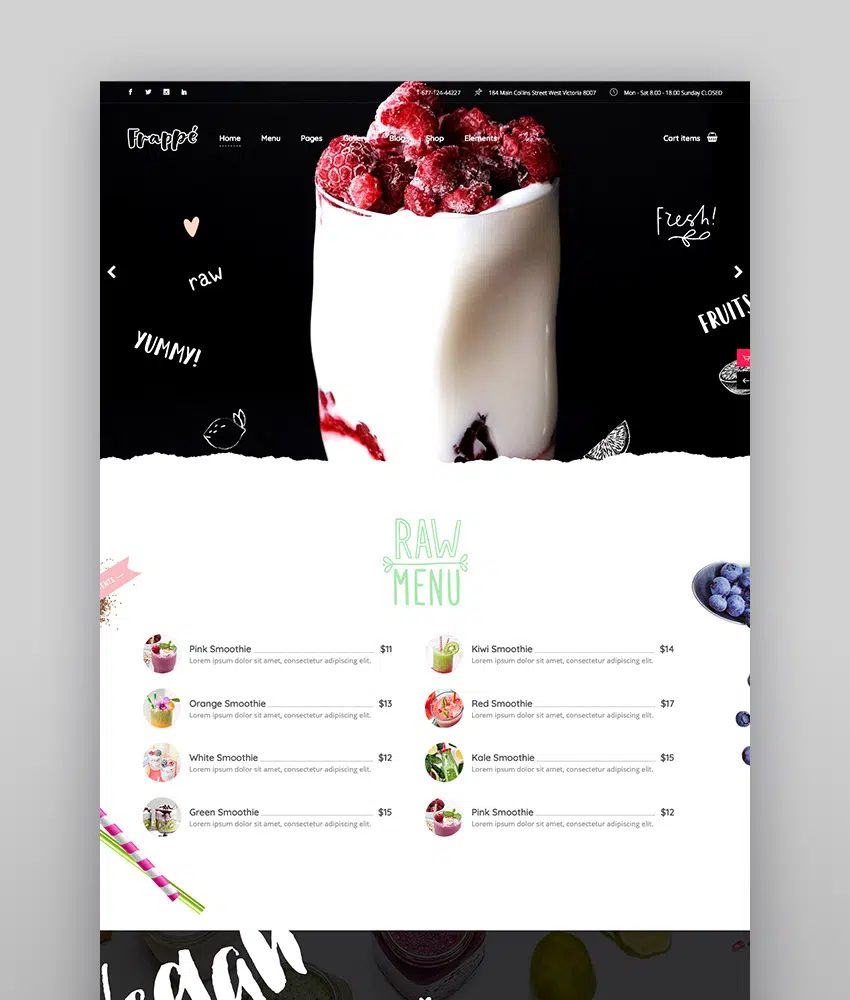 1-677-124-44227 184 Main Collins Street West Victoria 8007 Mon - Sat 8.00 - 18.00 Sunday CLOSED
Frappé Home Menu Pages Gallery Blog Shop Elements Cart items
Fresh!
raw
FRUITS
YUMMY!
RAW
MENU
Pink Smoothie $11
Lorem ipsum dolor sit amet, consectetur adipiscing elit.
Kiwi Smoothie $14
Lorem ipsum dolor sit amet, consectetur adipiscing elit.
Orange Smoothie $13
Lorem ipsum dolor sit amet, consectetur adipiscing elit.
Red Smoothie $17
Lorem ipsum dolor sit amet, consectetur adipiscing elit.
White Smoothie $12
Lorem ipsum dolor sit amet, consectetur adipiscing elit.
Kale Smoothie $15
Lorem ipsum dolor sit amet, consectetur adipiscing elit.
Green Smoothie $15
Lorem ipsum dolor sit amet, consectetur adipiscing elit.
Pink Smoothie $12
Lorem ipsum dolor sit amet, consectetur adipiscing elit.